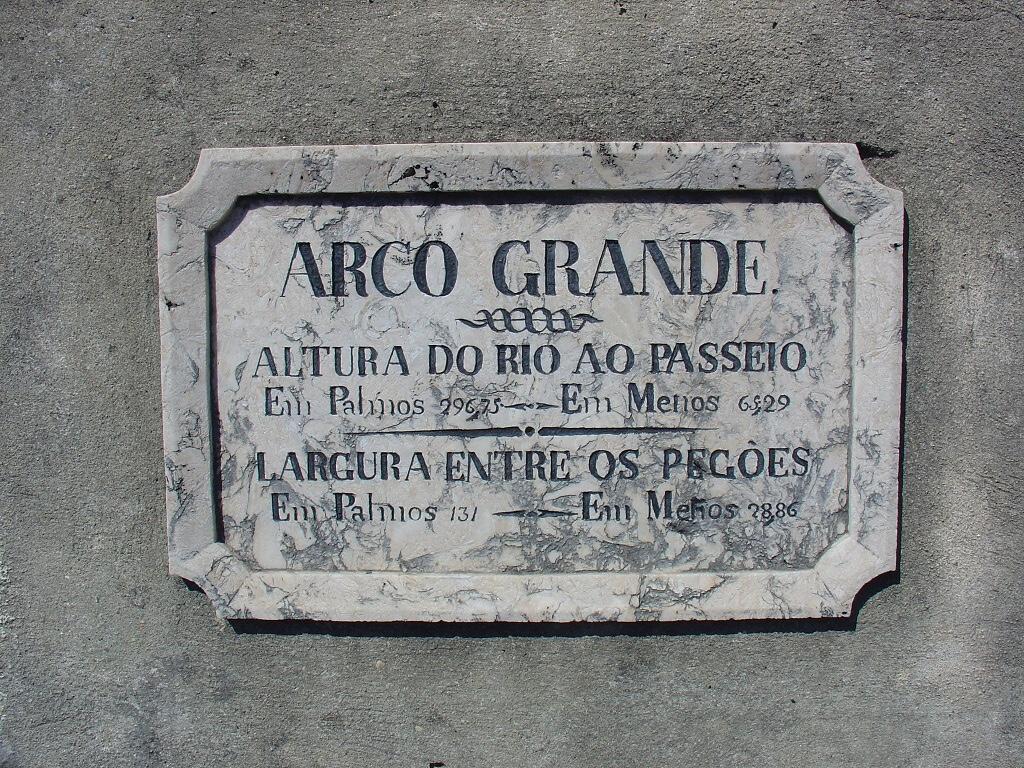 ARCO GRANDE.
ALTURA DO RIO AO PASSEIO
Em Palmos 296,75 Em Metros 65,29
LARGURA ENTRE OS PEGÕES
Em Palmos 131 Em Metros 28,86